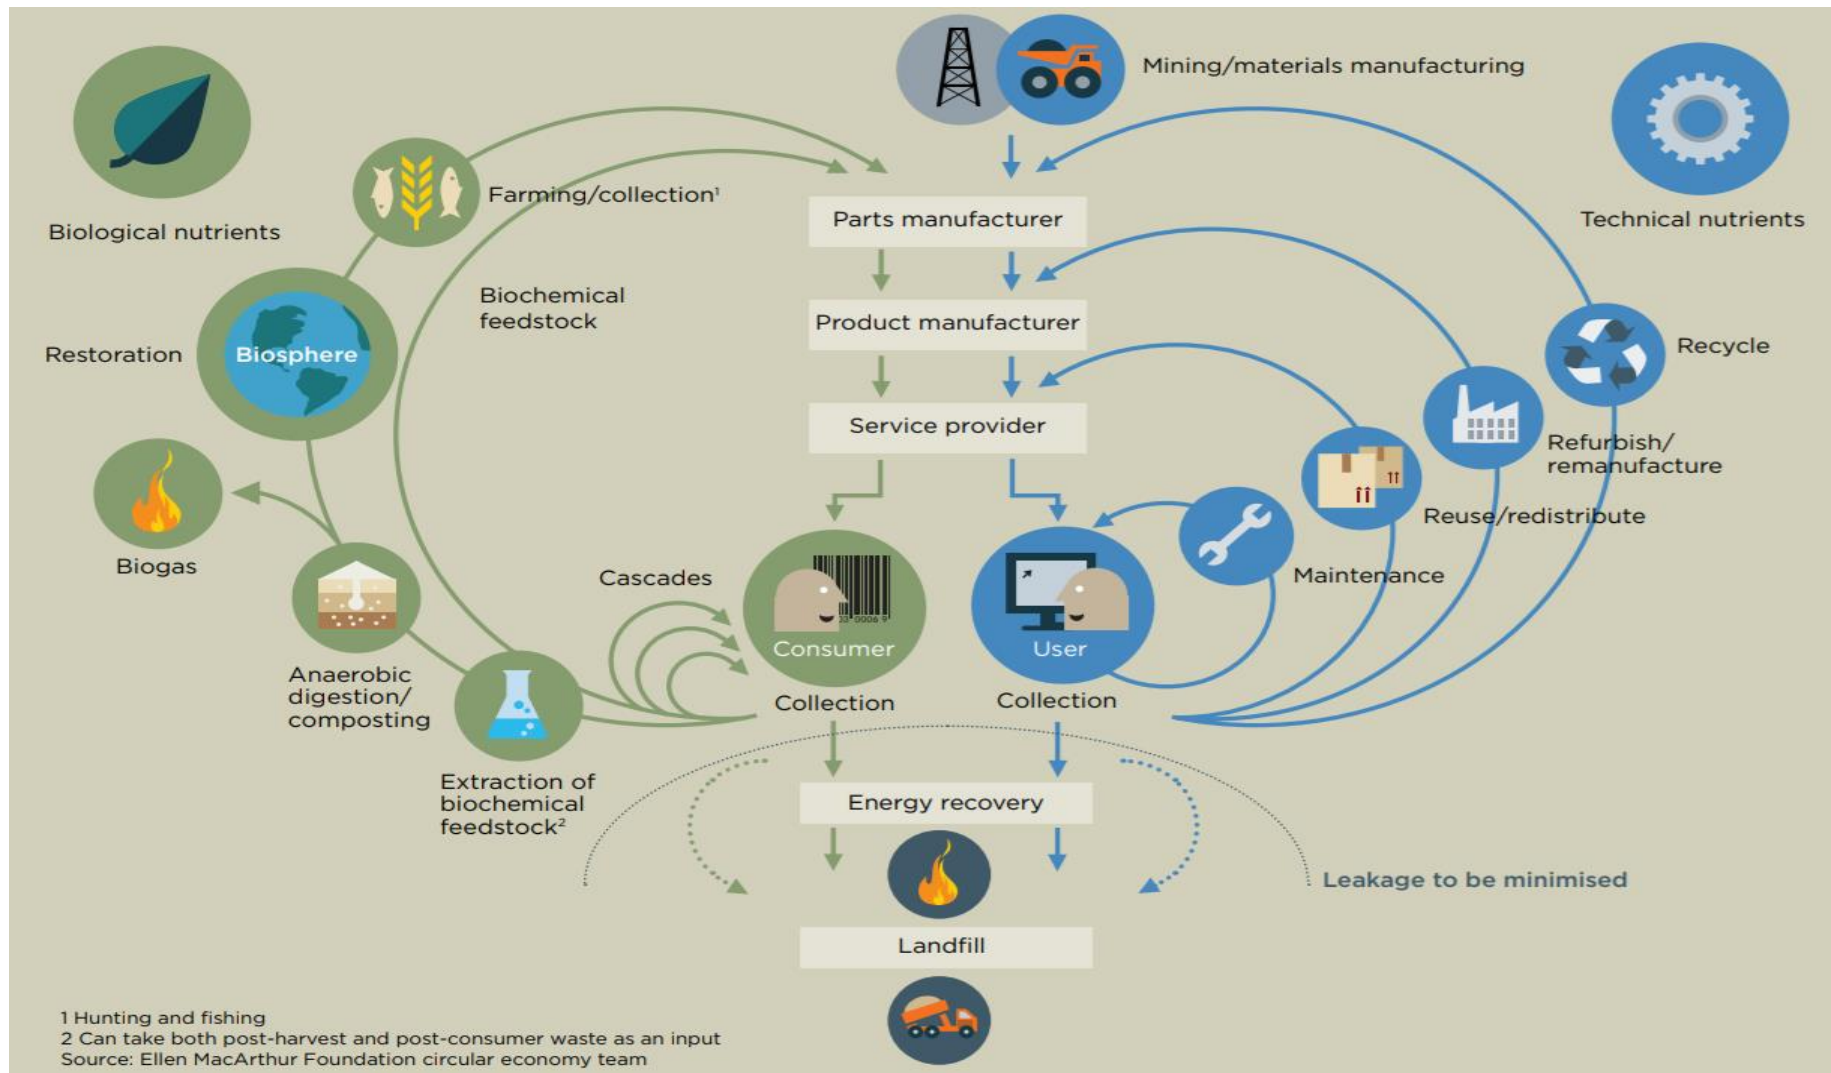 Mining/materials manufacturing
Biological nutrients
Farming/collection¹
Parts manufacturer
Technical nutrients
Biochemical
feedstock
Product manufacturer
Restoration
Biosphere
Recycle
Service provider
Refurbish/
remanufacture
Reuse/redistribute
Biogas
Cascades
Maintenance
03 0006 9
Consumer
User
Anaerobic
digestion/
composting
Collection
Collection
Extraction of
biochemical
feedstock²
Energy recovery
Leakage to be minimised
Landfill
1 Hunting and fishing
2 Can take both post-harvest and post-consumer waste as an input
Source: Ellen MacArthur Foundation circular economy team